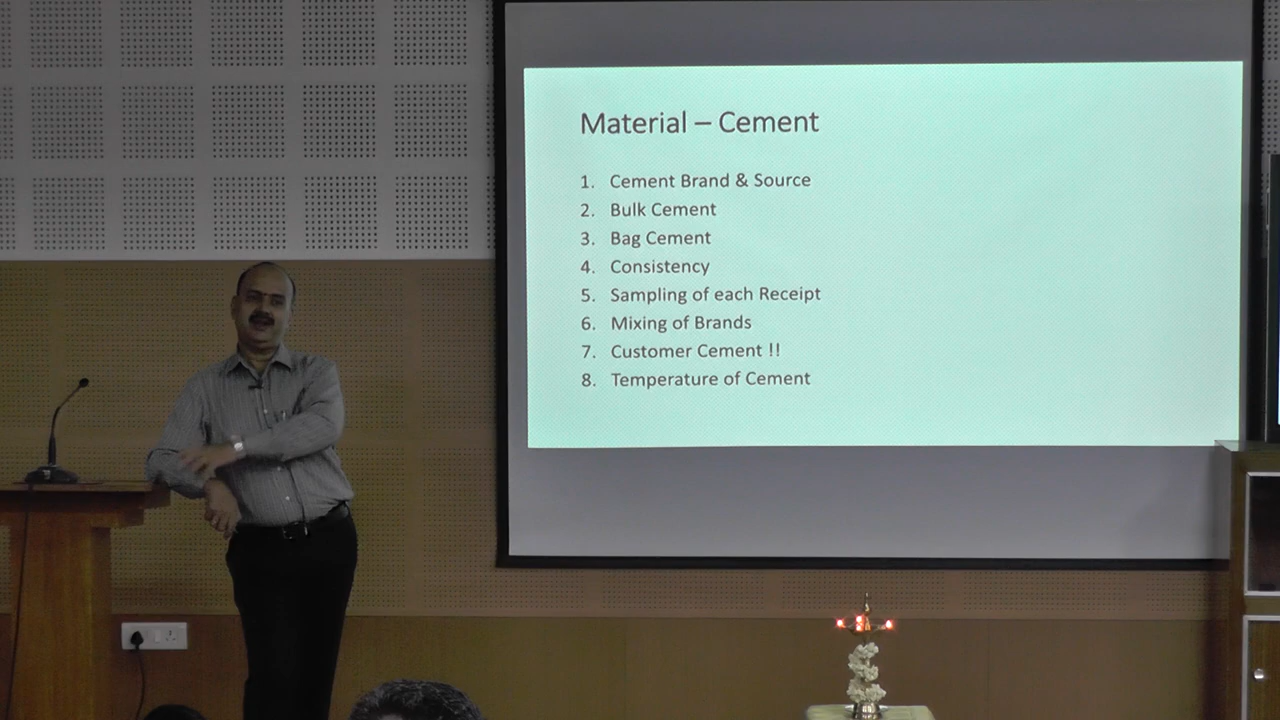 Material – Cement
1. Cement Brand & Source
2. Bulk Cement
3. Bag Cement
4. Consistency
5. Sampling of each Receipt
6. Mixing of Brands
7. Customer Cement !!
8. Temperature of Cement